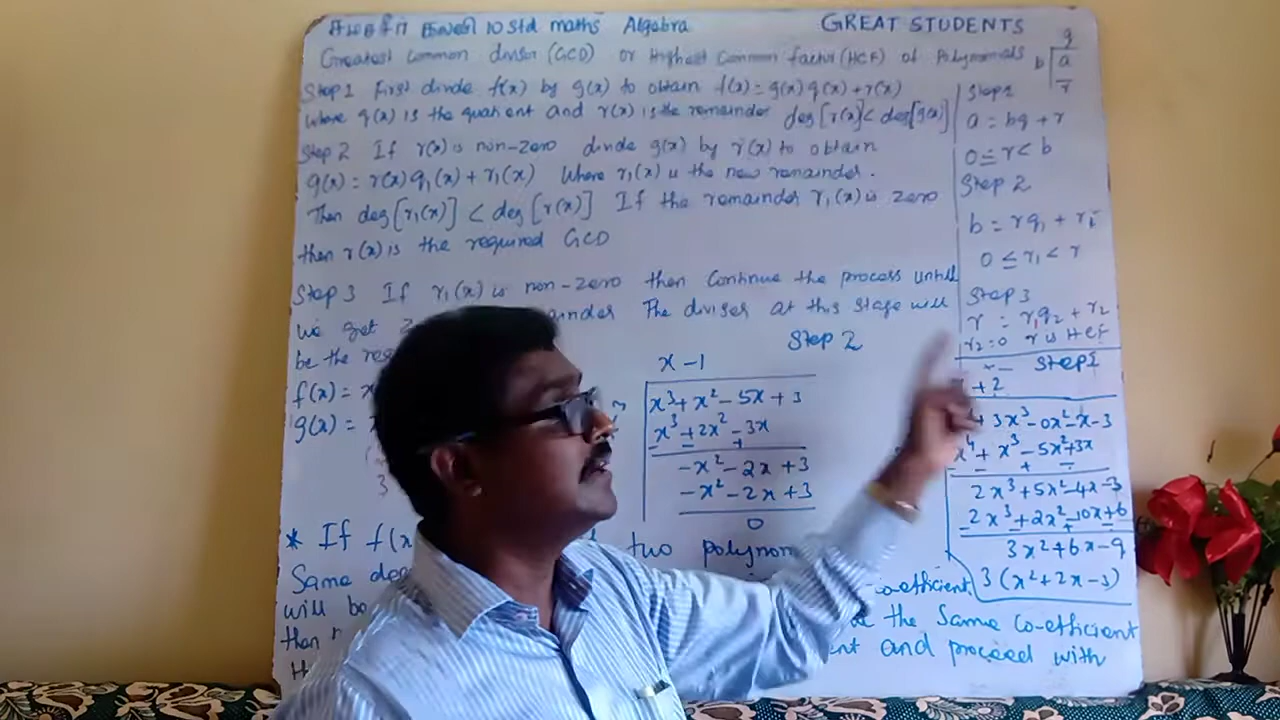 10 std maths Algebra GREAT STUDENTS
Greatest Common divisor (GCD) or Highest Common factor (HCF) of Polynomials
Step 1 First divide f(x) by g(x) to obtain f(x) = g(x) q(x) + r(x)
where q(x) is the quotient and r(x) is the remainder deg[r(x)] < deg[g(x)]
Step 2 If r(x) is non-zero divide g(x) by r(x) to obtain
g(x) = r(x) q1(x) + r1(x) Where r1(x) is the new remainder.
Then deg[r1(x)] < deg[r(x)] If the remainder r1(x) is zero
then r(x) is the required GCD
Step 3 If r1(x) is non-zero then Continue the process until
we get
The divisor at this stage will
be the
Step 2
f(x) =
g(x) =
x - 1
x³ + x² - 5x + 3
x³ + 2x² - 3x
- x² - 2x + 3
- x² - 2x + 3
0
* If f(x
two polynom
Same deg
co-efficient
will
the Same co-efficient
than
and proceed with
q
b a
r
Step 1
a = bq + r
0 ≤ r < b
Step 2
b = rq1 + r1
0 ≤ r1 < r
Step 3
r = r1q2 + r2
r2 = 0 r is HCF
Step 1
+ 2
+ 3x³ - 0x² - x - 3
x⁴ + x³ - 5x² + 3x
2x³ + 5x² - 4x - 3
2x³ + 2x² - 10x + 6
3x² + 6x - 9
3(x² + 2x - 3)